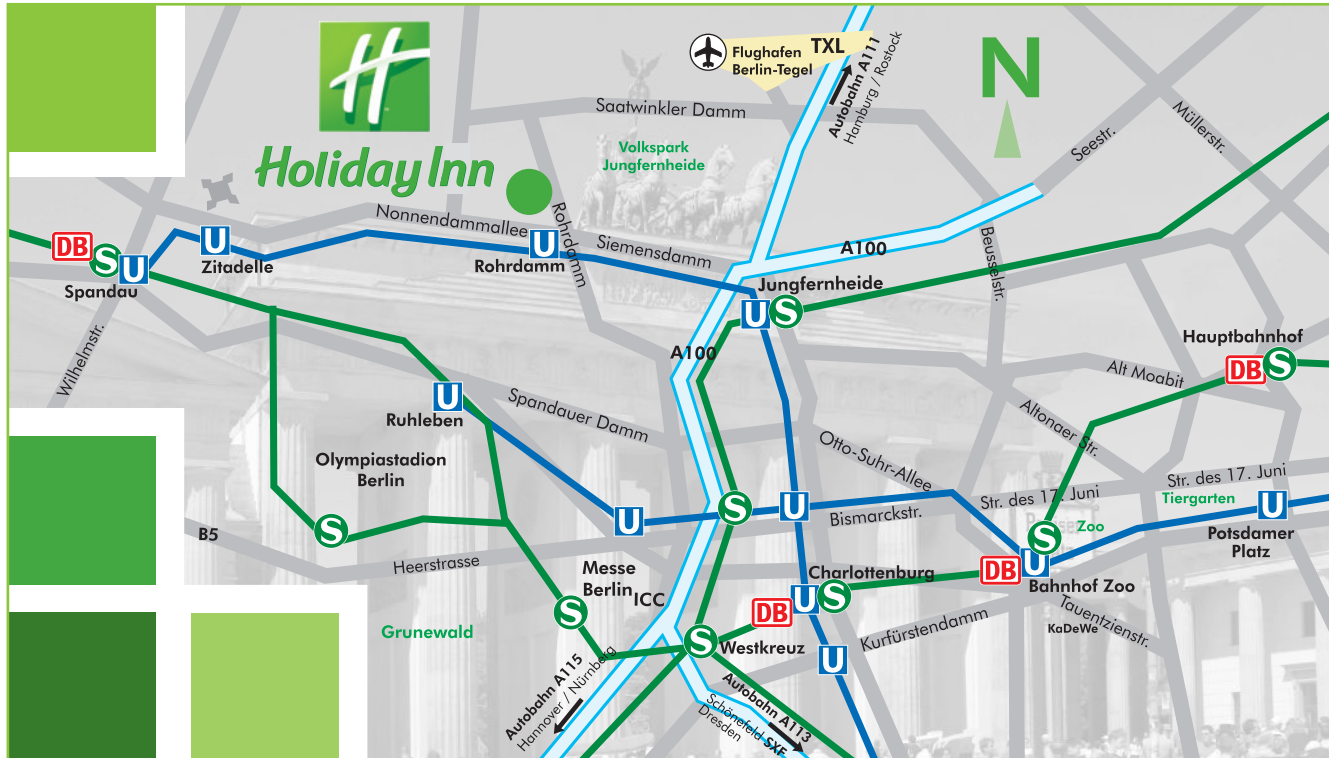 H
Holiday Inn
Flughafen TXL
Berlin-Tegel
Autobahn A111
Hamburg / Rostock
N
Saatwinkler Damm
Volkspark
Jungfernheide
Seestr.
Müllerstr.
Nonnendammallee
Rohrdamm
Siemensdamm
A100
Beusselstr.
DB
S
U
Spandau
U
Zitadelle
U
Rohrdamm
Jungfernheide
U
S
Wilhelmstr.
A100
Hauptbahnhof
DB
S
Alt Moabit
U
Ruhleben
Spandauer Damm
Altonaer Str.
Otto-Suhr-Allee
Olympiastadion
Berlin
S
Str. des 17. Juni
Str. des 17. Juni
Tiergarten
U
S
U
Bismarckstr.
Zoo
S
U
Potsdamer
Platz
B5
Heerstrasse
Messe
Berlin
ICC
S
Charlottenburg
DB
U
S
DB
U
Bahnhof Zoo
Tauentzienstr.
KaDeWe
Grunewald
S
Westkreuz
Kurfürstendamm
U
Autobahn A115
Hannover / Nürnberg
Autobahn A113
Schönefeld SXF
Dresden